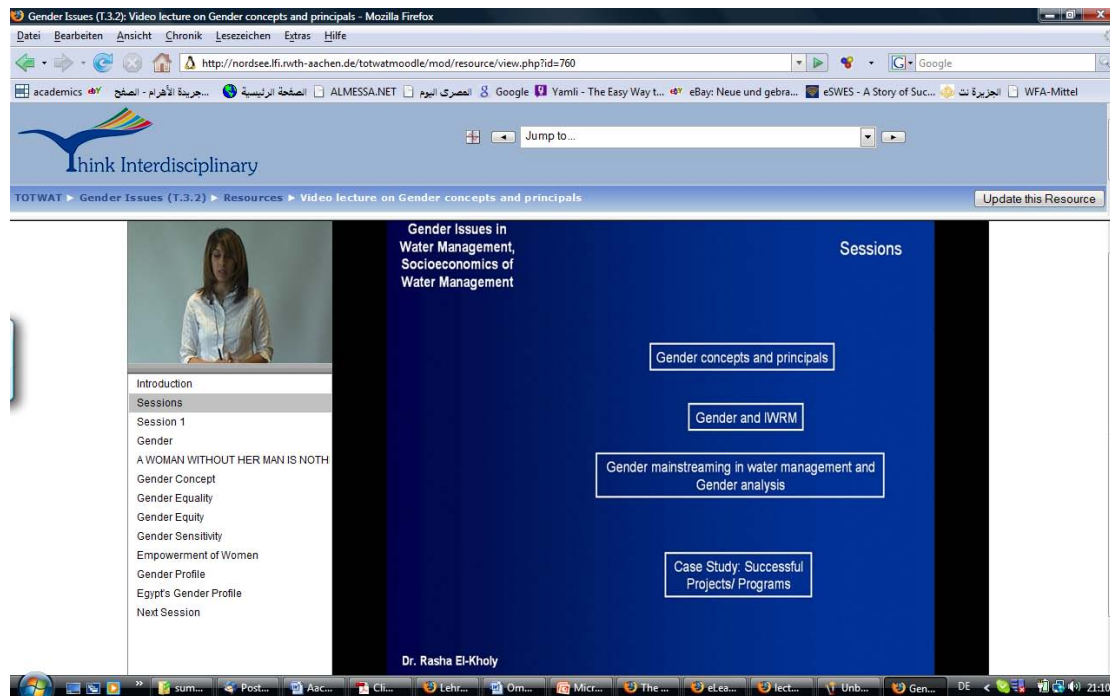 Gender Issues (T.3.2): Video lecture on Gender concepts and principals - Mozilla Firefox
Datei Bearbeiten Ansicht Chronik Lesezeichen Extras Hilfe
http://nordsee.lfi.rwth-aachen.de/totwatmoodle/mod/resource/view.php?id=760
G Google
academics جريدة الأهرام - الصفح... الصفحة الرئيسية ALMESSA.NET المصرى اليوم Google Yamli - The Easy Way t... eBay: Neue und gebra... eSWES - A Story of Suc... الجزيرة نت WFA-Mittel
Jump to...
Think Interdisciplinary
TOTWAT ► Gender Issues (T.3.2) ► Resources ► Video lecture on Gender concepts and principals
Update this Resource
Gender Issues in
Water Management,
Socioeconomics of
Water Management
Sessions
Gender concepts and principals
Gender and IWRM
Gender mainstreaming in water management and
Gender analysis
Case Study: Successful
Projects/ Programs
Dr. Rasha El-Kholy
Introduction
Sessions
Session 1
Gender
A WOMAN WITHOUT HER MAN IS NOTH
Gender Concept
Gender Equality
Gender Equity
Gender Sensitivity
Empowerment of Women
Gender Profile
Egypt's Gender Profile
Next Session
sum... Post... Aac... Cli... Lehr... Om... Micr... The ... eLea... lect... Unb... Gen... DE 21:10